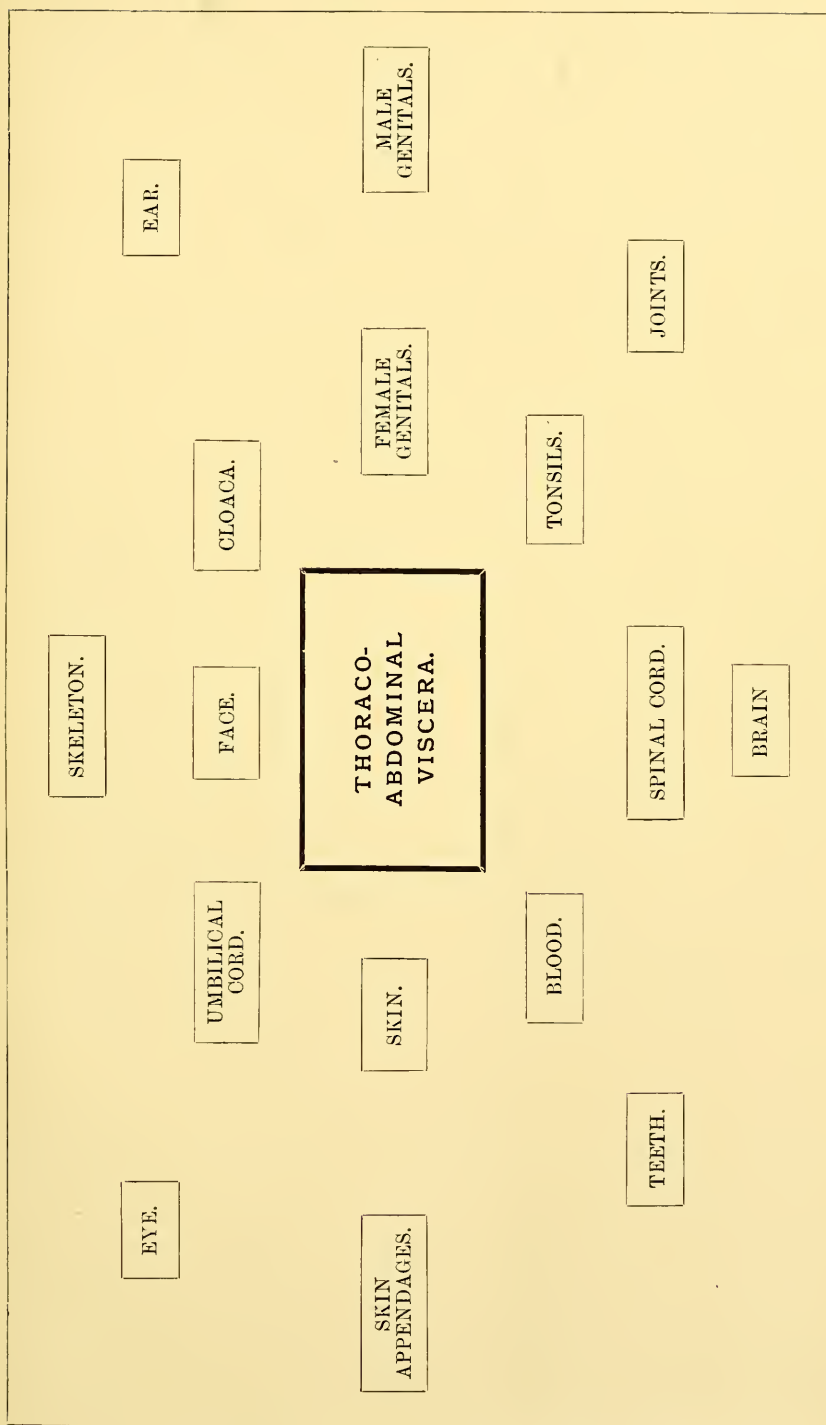 SKELETON.
EYE.
EAR.
UMBILICAL
CORD.
FACE.
CLOACA.
SKIN
APPENDAGES.
SKIN.
THORACO-
ABDOMINAL
VISCERA.
FEMALE
GENITALS.
MALE
GENITALS.
BLOOD.
TONSILS.
TEETH.
SPINAL CORD.
JOINTS.
BRAIN